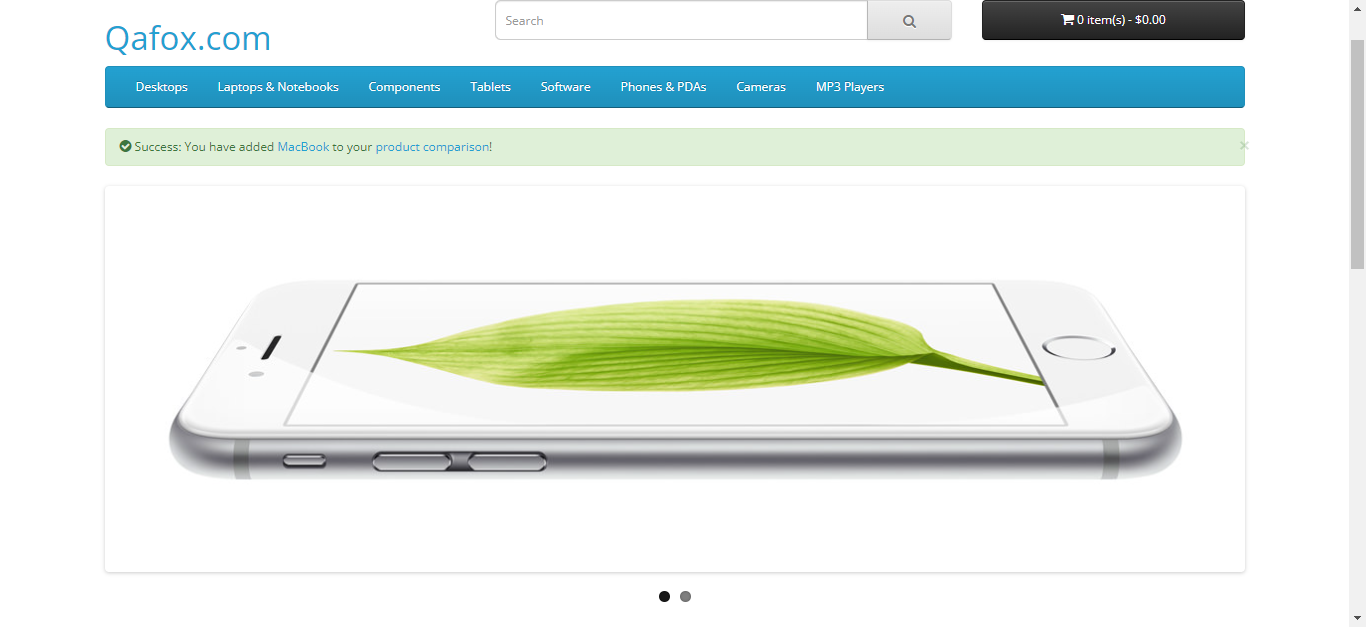 Search
0 item(s) - $0.00
Qafox.com
Desktops Laptops & Notebooks Components Tablets Software Phones & PDAs Cameras MP3 Players
Success: You have added MacBook to your product comparison!
×